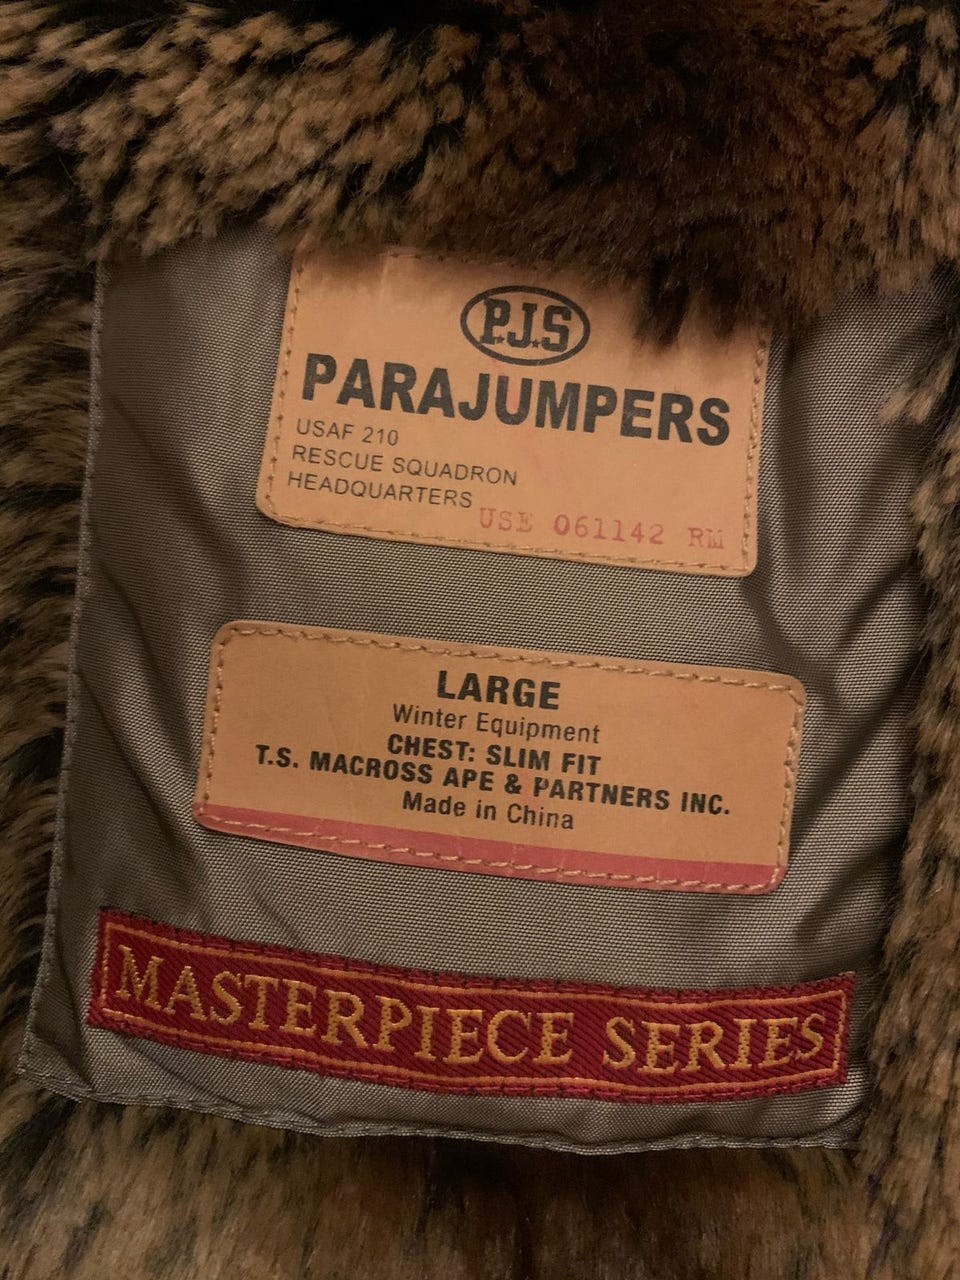 P.J.S
PARAJUMPERS
USAF 210
RESCUE SQUADRON
HEADQUARTERS
USE 061142 RM
LARGE
Winter Equipment
CHEST: SLIM FIT
T.S. MACROSS APE & PARTNERS INC.
Made in China
MASTERPIECE SERIES